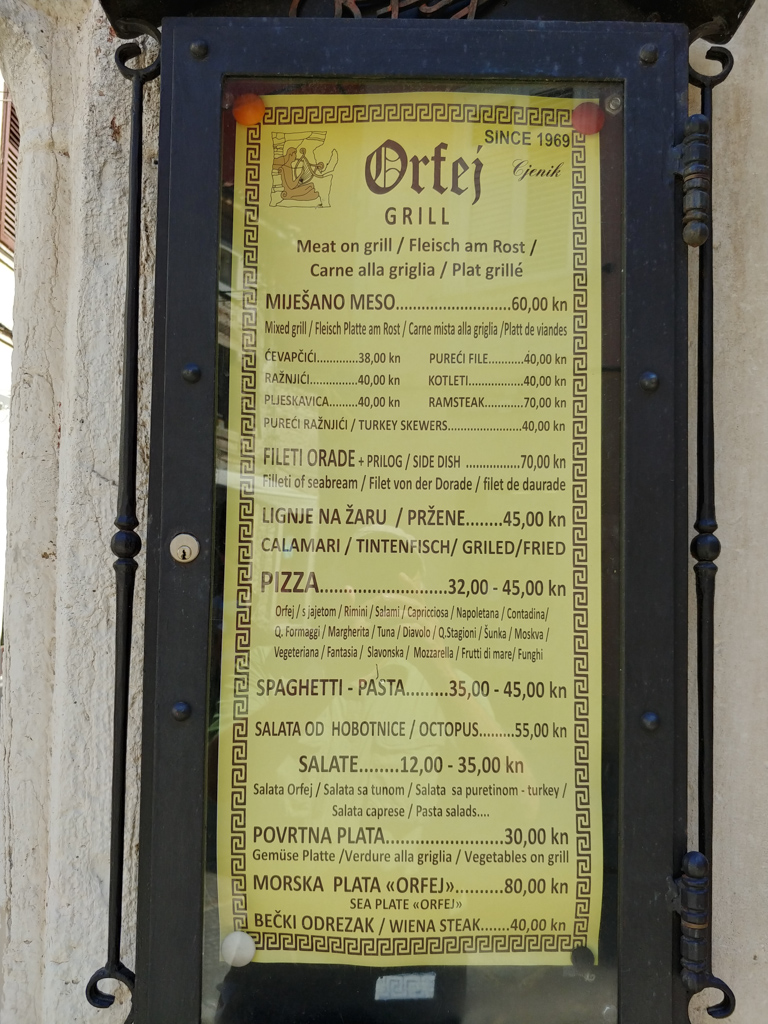 SINCE 1969
Orfej
Cjenik
GRILL
Meat on grill / Fleisch am Rost /
Carne alla griglia / Plat grillé
MIJEŠANO MESO..........................60,00 kn
Mixed grill / Fleisch Platte am Rost / Carne mista alla griglia /Platt de viandes
ĆEVAPČIĆI.............38,00 kn PUREĆI FILE...........40,00 kn
RAŽNJIĆI................40,00 kn KOTLETI.................40,00 kn
PLJESKAVICA.........40,00 kn RAMSTEAK............70,00 kn
PUREĆI RAŽNJIĆI / TURKEY SKEWERS......................40,00 kn
FILETI ORADE + PRILOG / SIDE DISH ................70,00 kn
Filleti of seabream / Filet von der Dorade / filet de daurade
LIGNJE NA ŽARU / PRŽENE........45,00 kn
CALAMARI / TINTENFISCH/ GRILED/FRIED
PIZZA...........................32,00 - 45,00 kn
Orfej / s jajetom / Rimini / Salami / Capricciosa / Napoletana / Contadina/
Q. Formaggi / Margherita / Tuna / Diavolo / Q.Stagioni / Šunka / Moskva /
Vegeteriana / Fantasia / Slavonska / Mozzarella / Frutti di mare/ Funghi
SPAGHETTI - PASTA.........35,00 - 45,00 kn
SALATA OD HOBOTNICE / OCTOPUS.........55,00 kn
SALATE........12,00 - 35,00 kn
Salata Orfej / Salata sa tunom / Salata sa puretinom - turkey /
Salata caprese / Pasta salads....
POVRTNA PLATA..........................30,00 kn
Gemüse Platte /Verdure alla griglia / Vegetables on grill
MORSKA PLATA «ORFEJ»..........80,00 kn
SEA PLATE «ORFEJ»
BEČKI ODREZAK / WIENA STEAK.......40,00 kn